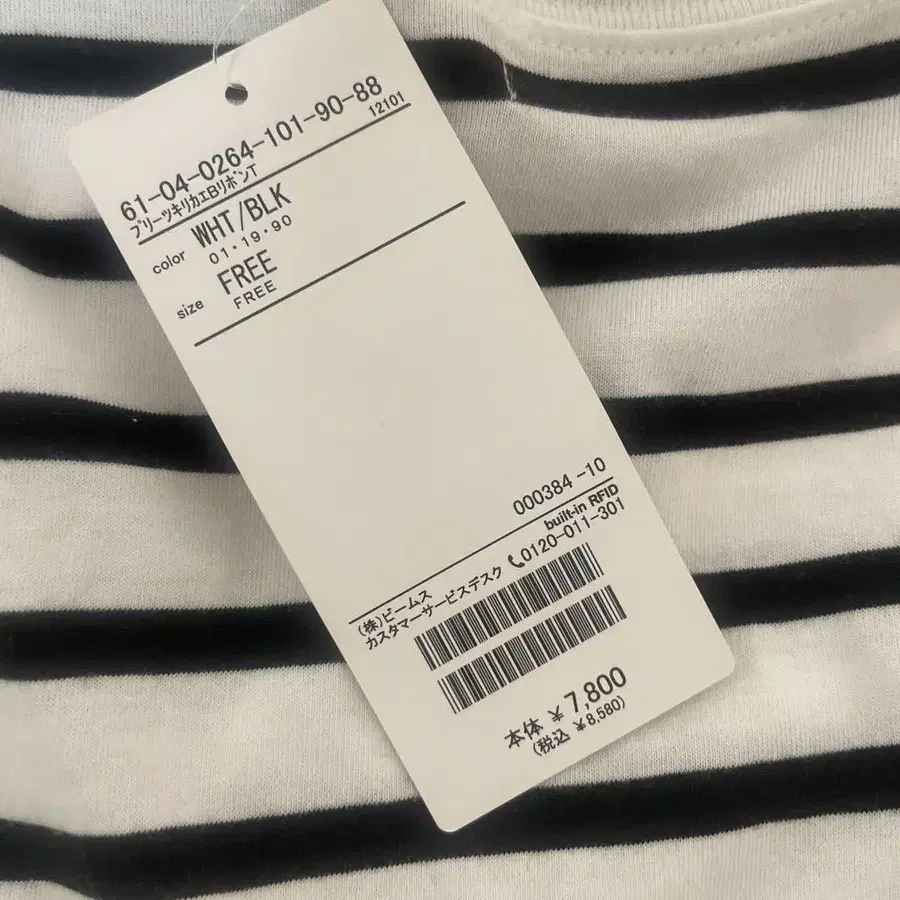 61-04-0264-101-90-88
12101
プリーツキリカエBリボンT
color WHT/BLK
01・19・90
size FREE
FREE
000384-10
built-in RFID
(株)ビームス
カスタマーサービスデスク 0120-011-301
本体 ¥7,800
(税込 ¥8,580)